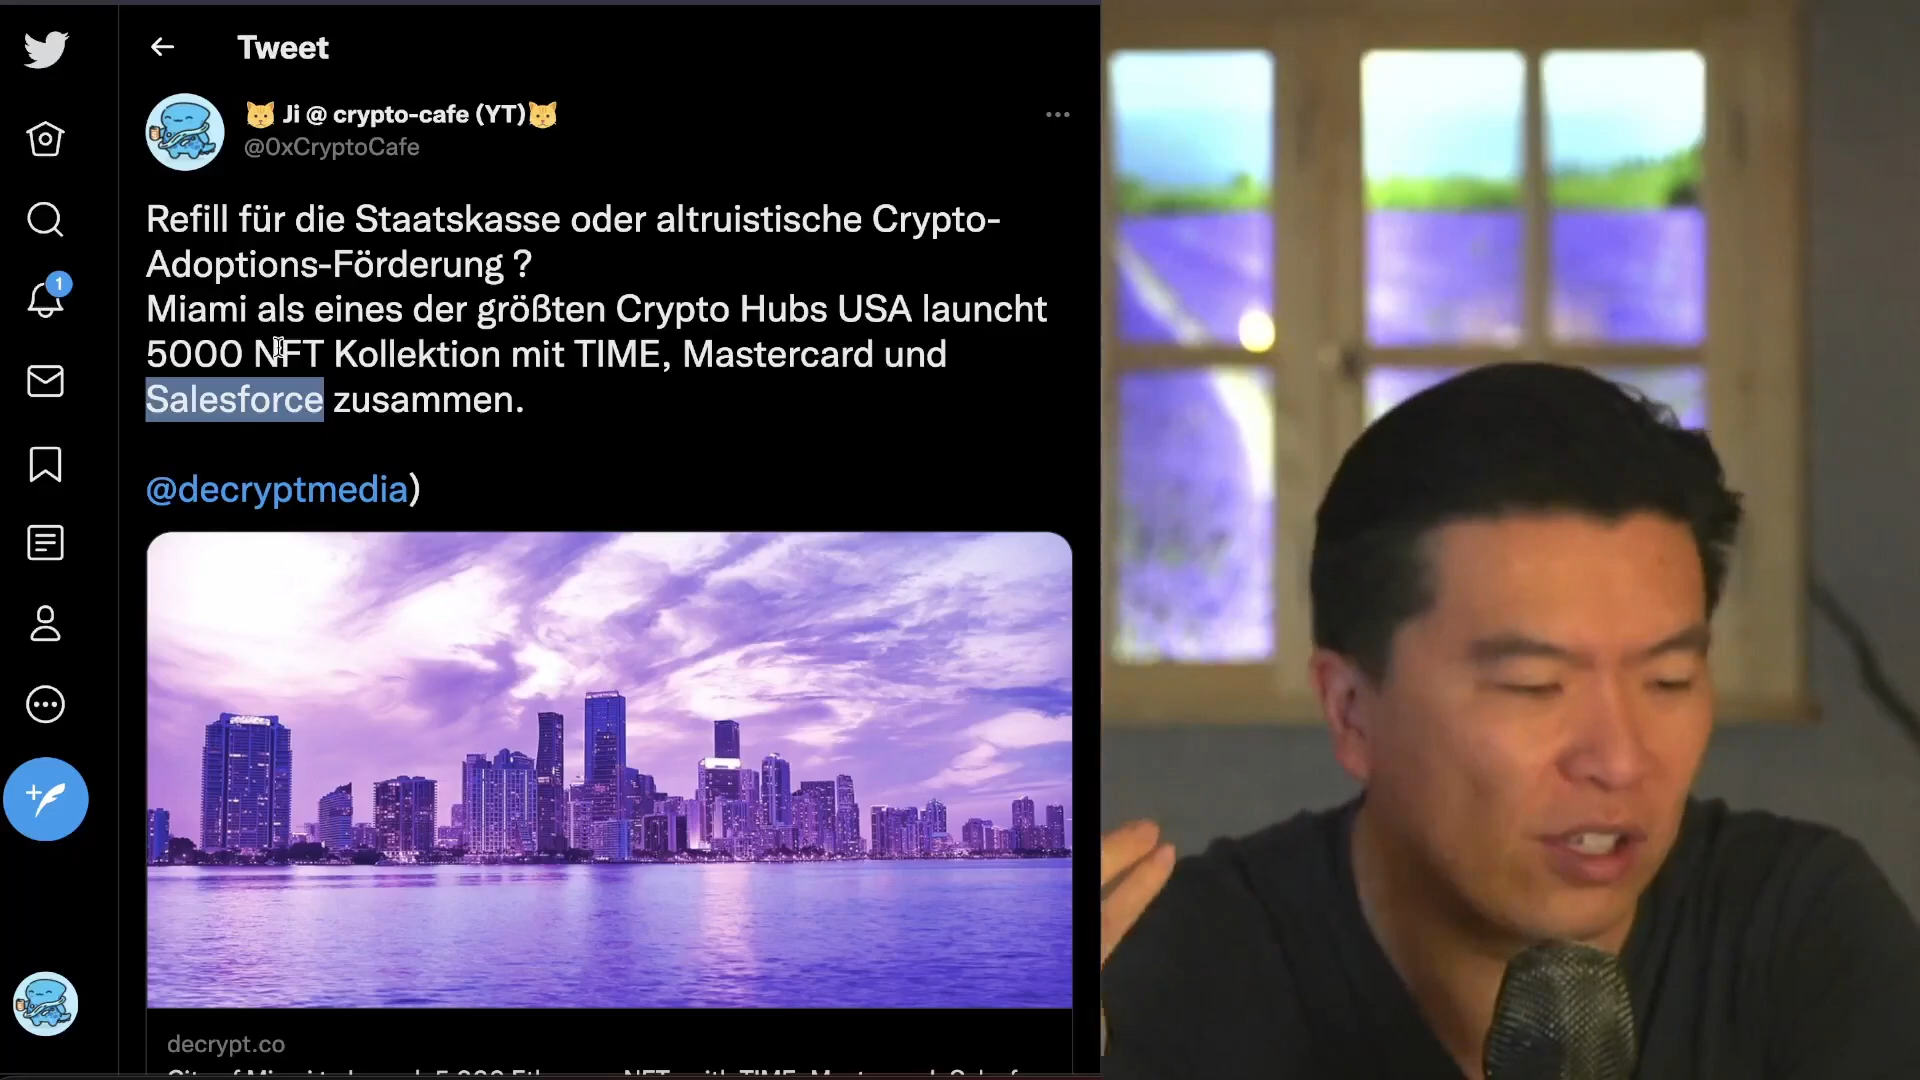 Tweet
Ji @ crypto-cafe (YT)
@0xCryptoCafe
1
Refill für die Staatskasse oder altruistische Crypto-
Adoptions-Förderung ?
Miami als eines der größten Crypto Hubs USA launcht
5000 NFT Kollektion mit TIME, Mastercard und
Salesforce zusammen.
@decryptmedia)
decrypt.co